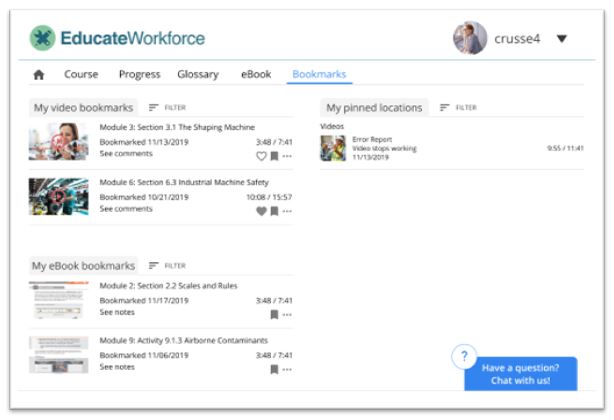 EducateWorkforce
crusse4
Course Progress Glossary eBook Bookmarks
My video bookmarks FILTER
Module 3: Section 3.1 The Shaping Machine
Bookmarked 11/13/2019 3:48 / 7:41
See comments
Module 6: Section 6.3 Industrial Machine Safety
Bookmarked 10/21/2019 10:08 / 15:57
See comments
My eBook bookmarks FILTER
Module 2: Section 2.2 Scales and Rules
Bookmarked 11/17/2019 3:48 / 7:41
See notes
Module 9: Activity 9.1.3 Airborne Contaminants
Bookmarked 11/06/2019 3:48 / 7:41
See notes
My pinned locations FILTER
Videos
Error Report
Video stops working 9:55 / 11:41
11/13/2019
?
Have a question?
Chat with us!